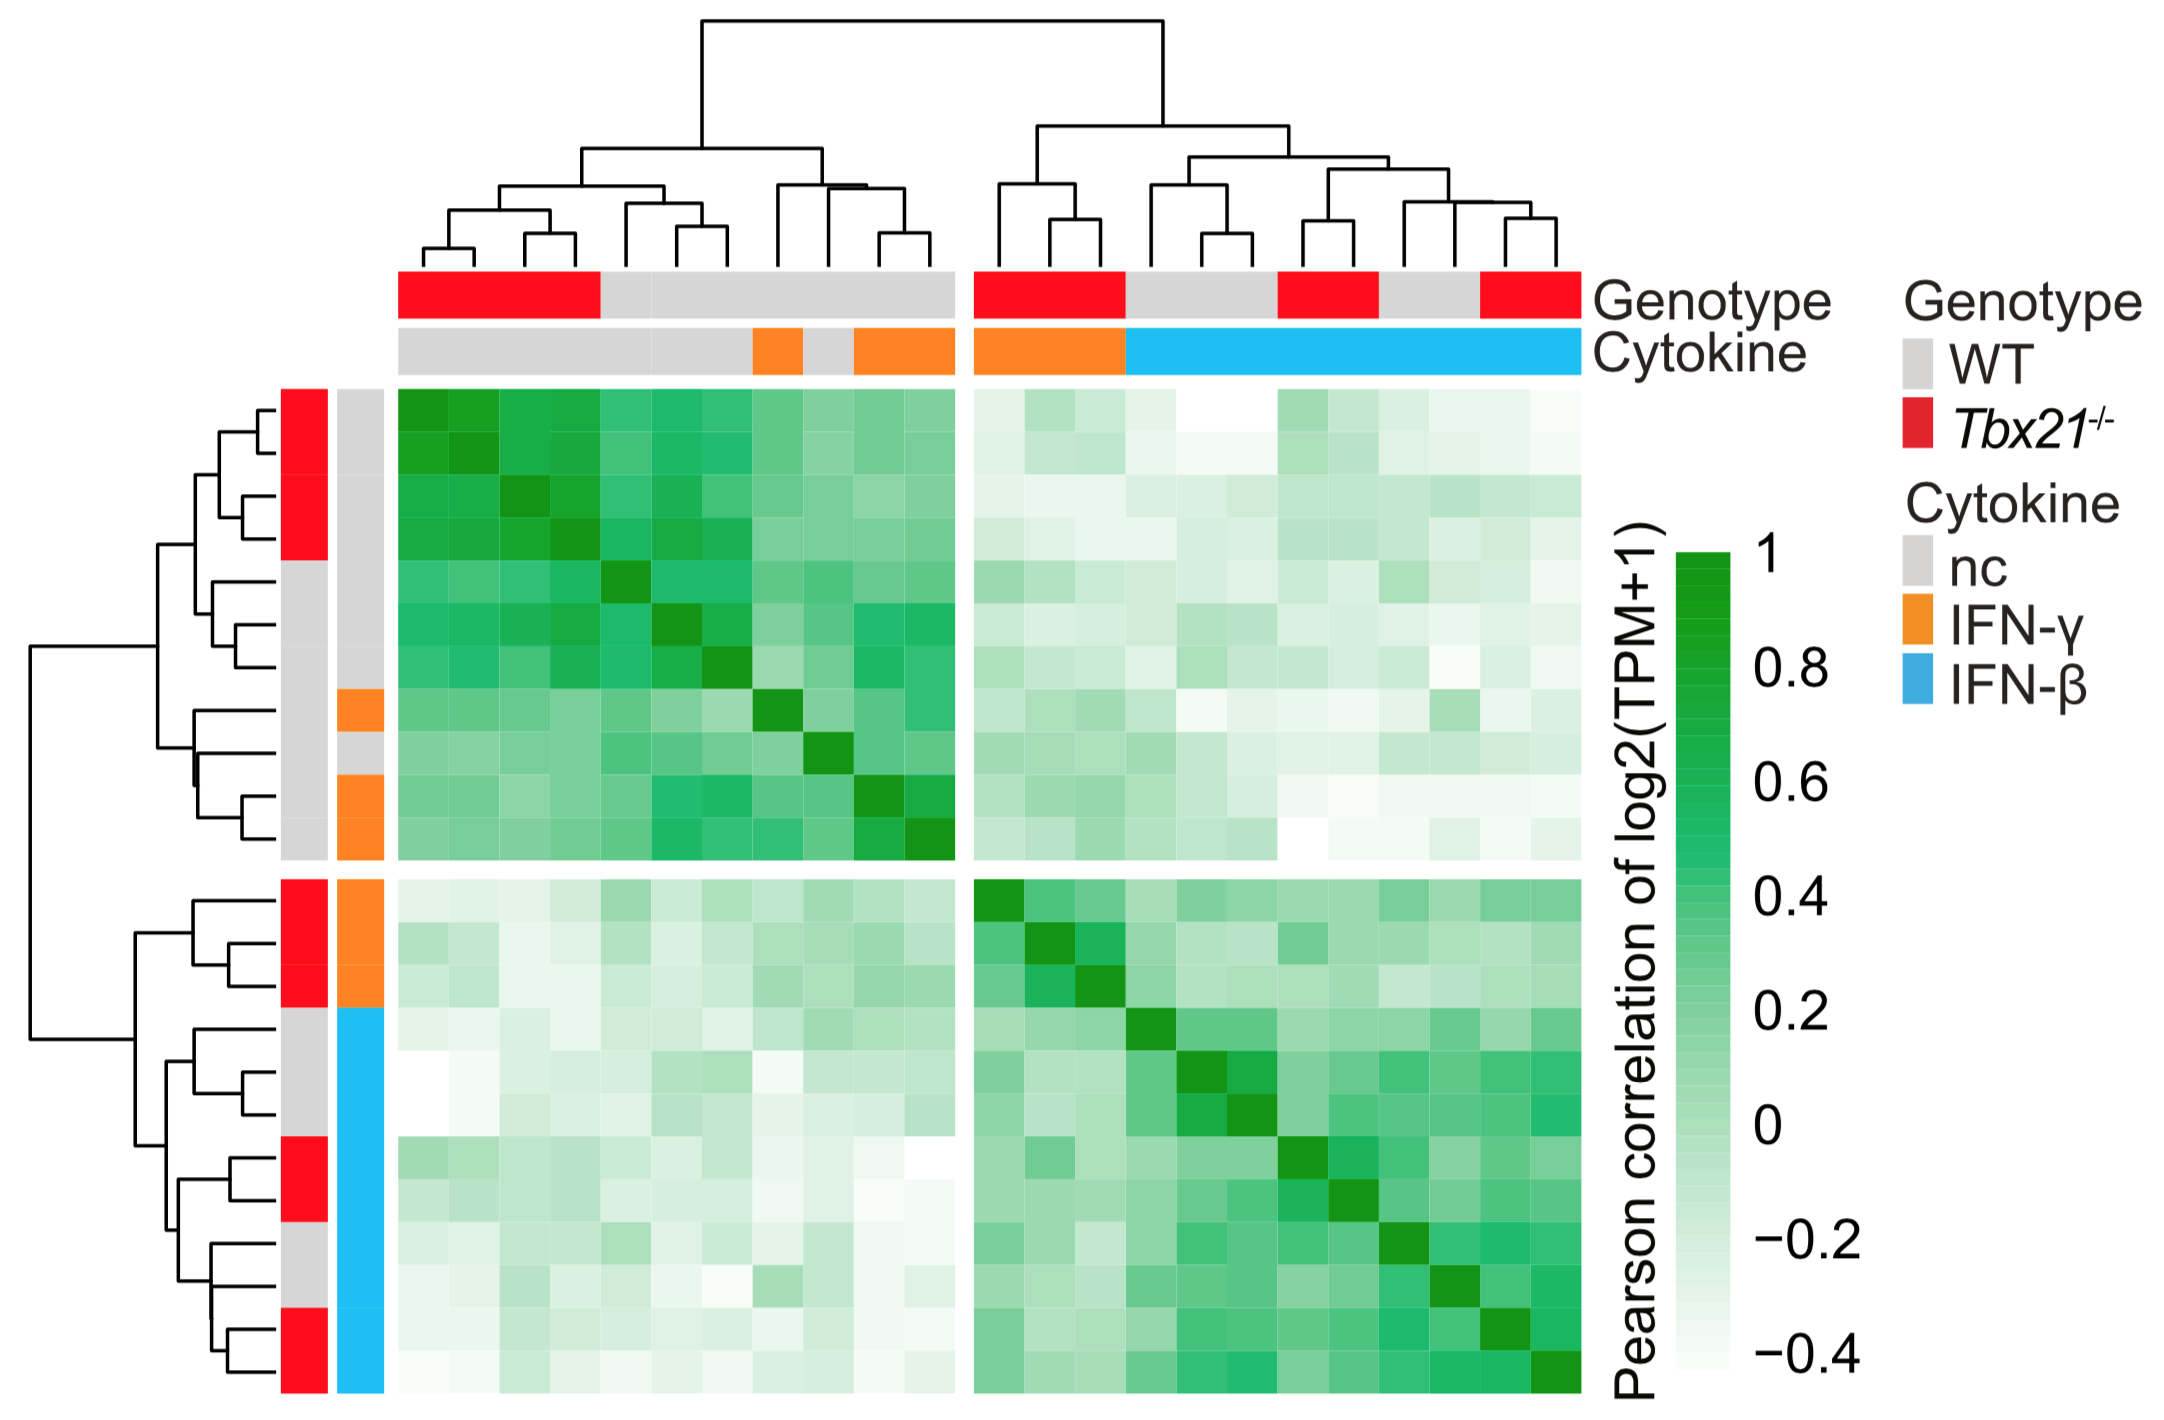 Genotype
Cytokine
Genotype
WT
Tbx21-/-
Cytokine
nc
IFN-γ
IFN-β
Pearson correlation of log2(TPM+1)
1
0.8
0.6
0.4
0.2
0
−0.2
−0.4